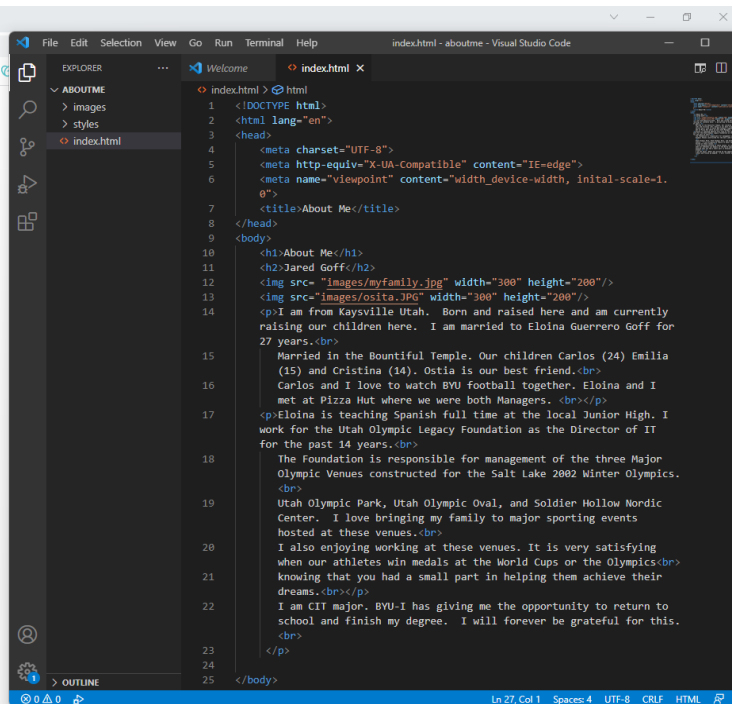 File Edit Selection View Go Run Terminal Help index.html - aboutme - Visual Studio Code
EXPLORER ...
Welcome index.html
ABOUTME
images
styles
index.html
index.html > html
1 <!DOCTYPE html>
2 <html lang="en">
3 <head>
4 <meta charset="UTF-8">
5 <meta http-equiv="X-UA-Compatible" content="IE=edge">
6 <meta name="viewport" content="width_device-width, inital-scale=1.
0">
7 <title>About Me</title>
8 </head>
9 <body>
10 <h1>About Me</h1>
11 <h2>Jared Goff</h2>
12 <img src= "images/myfamily.jpg" width="300" height="200"/>
13 <img src="images/osita.JPG" width="300" height="200"/>
14 <p>I am from Kaysville Utah.  Born and raised here and am currently
raising our children here.  I am married to Eloina Guerrero Goff for
27 years.<br>
15 Married in the Bountiful Temple. Our children Carlos (24) Emilia
(15) and Cristina (14). Ostia is our best friend.<br>
16 Carlos and I love to watch BYU football together. Eloina and I
met at Pizza Hut where we were both Managers. <br></p>
17 <p>Eloina is teaching Spanish full time at the local Junior High. I
work for the Utah Olympic Legacy Foundation as the Director of IT
for the past 14 years.<br>
18 The Foundation is responsible for management of the three Major
Olympic Venues constructed for the Salt Lake 2002 Winter Olympics.
<br>
19 Utah Olympic Park, Utah Olympic Oval, and Soldier Hollow Nordic
Center.  I love bringing my family to major sporting events
hosted at these venues.<br>
20 I also enjoying working at these venues. It is very satisfying
when our athletes win medals at the World Cups or the Olympics<br>
21 knowing that you had a small part in helping them achieve their
dreams.<br></p>
22 I am CIT major. BYU-I has giving me the opportunity to return to
school and finish my degree.  I will forever be grateful for this.
<br>
23 </p>
24
25 </body>
1
OUTLINE
0 0 Ln 27, Col 1 Spaces: 4 UTF-8 CRLF HTML